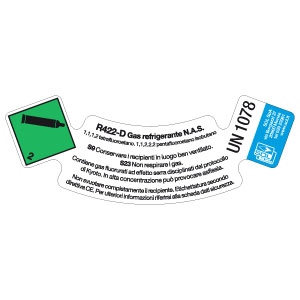 R422-D Gas refrigerante N.A.S.
1,1,1,2 tetrafluoroetano. 1,1,2,2,2 pentafluoroetano isobutano
S9 Conservare i recipienti in luogo ben ventilato.
S23 Non respirare i gas.
Contiene gas fluorurati ad effetto serra disciplinati dal protocollo
di Kyoto. In alta concentrazione può provocare asfissia.
Non svuotare completamente il recipiente. Etichettatura secondo
direttive CE. Per ulteriori informazioni riferirsi alla scheda dati sicurezza.
2
UN 1078